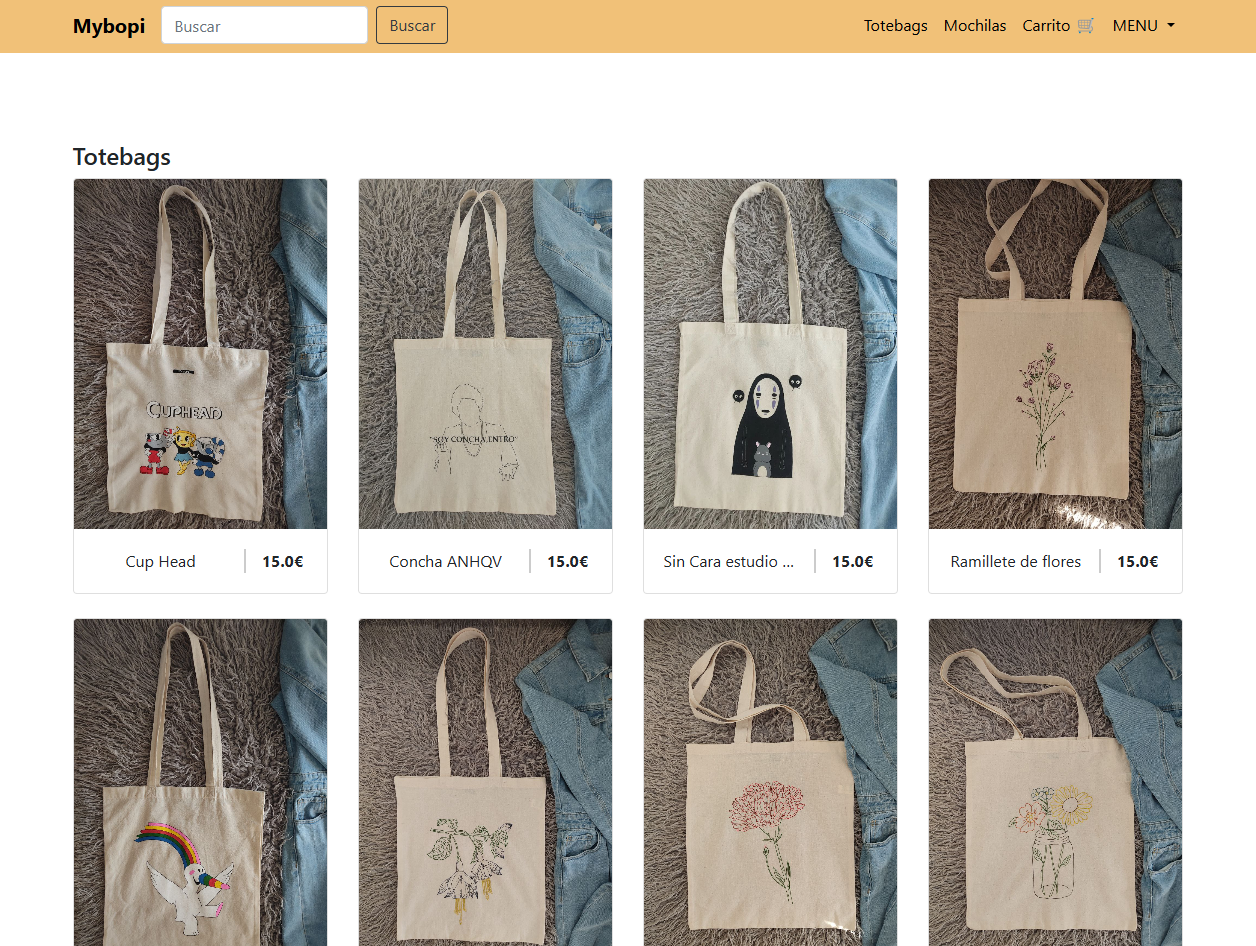 Mybopi Buscar Buscar Totebags Mochilas Carrito 🛒 MENU
Totebags
CUPHEAD
"SOY CONCHA, ENTRO"
Cup Head 15.0€
Concha ANHQV 15.0€
Sin Cara estudio ... 15.0€
Ramillete de flores 15.0€